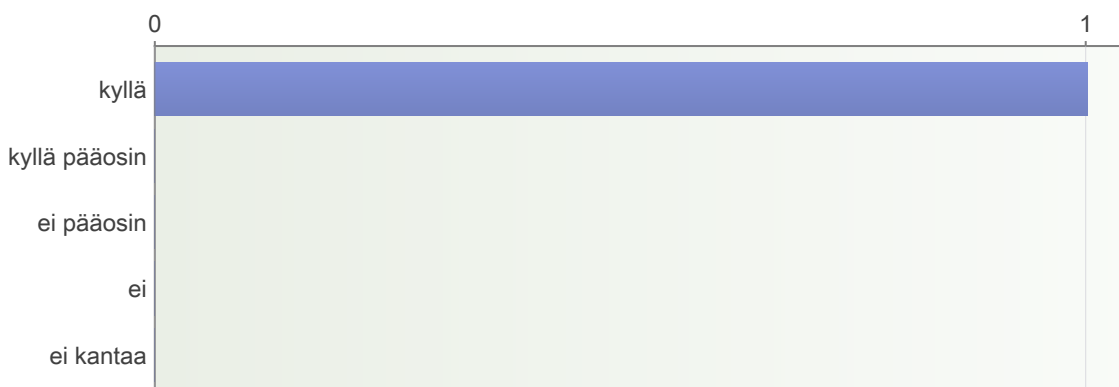 0 1
kyllä
kyllä pääosin
ei pääosin
ei
ei kantaa